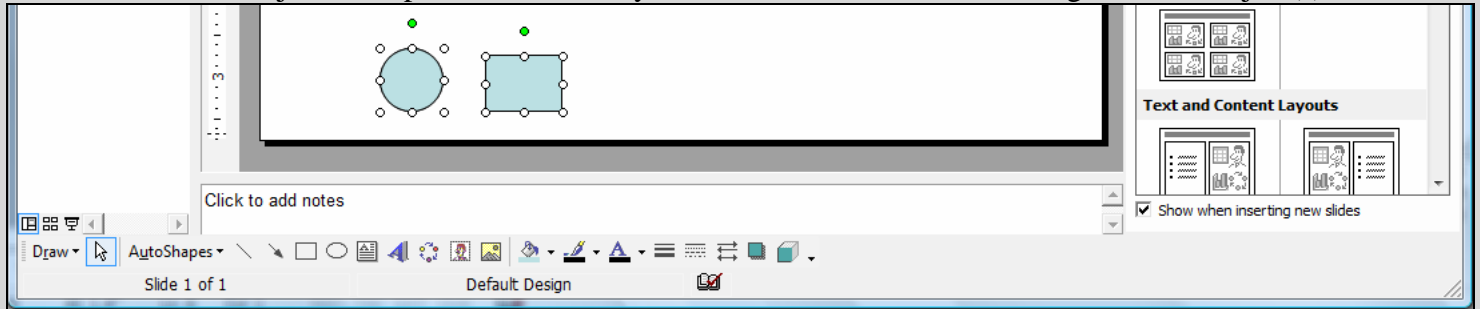 3
Text and Content Layouts
Click to add notes
Show when inserting new slides
Draw
AutoShapes
Slide 1 of 1
Default Design